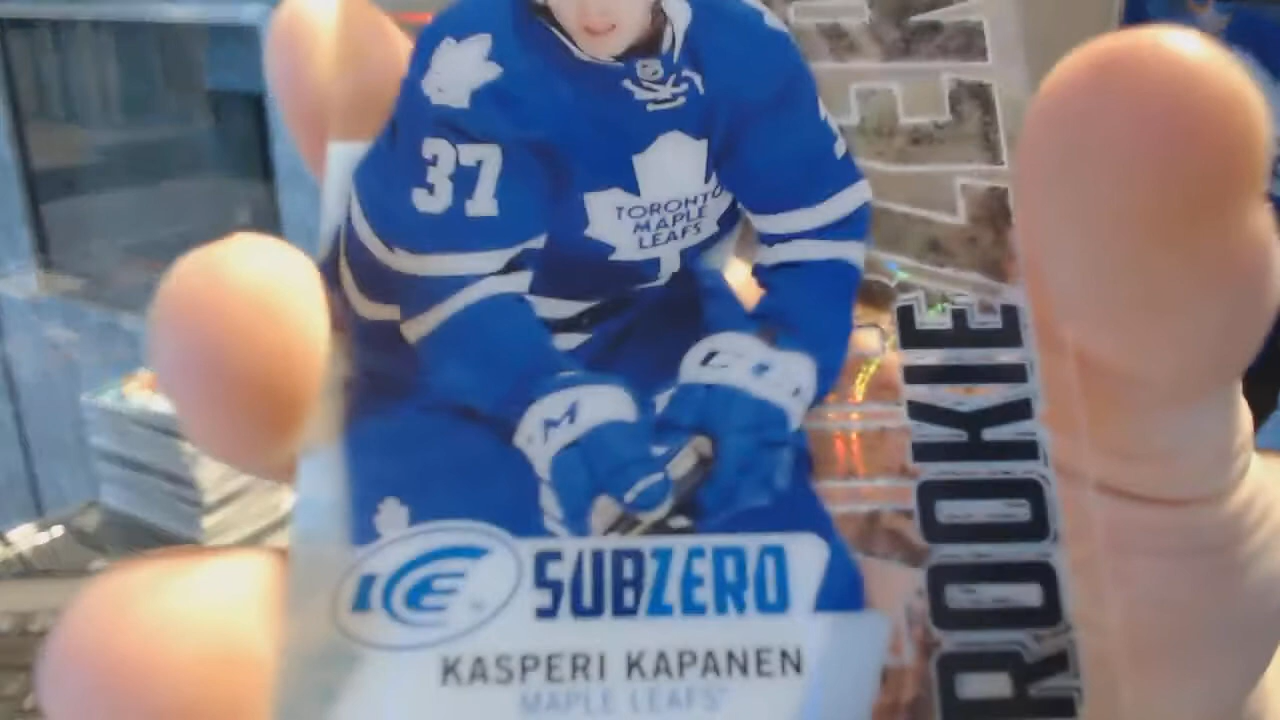 37
TORONTO
MAPLE
LEAFS
ICE
SUBZERO
KASPERI KAPANEN
MAPLE LEAFS
ROOKIE